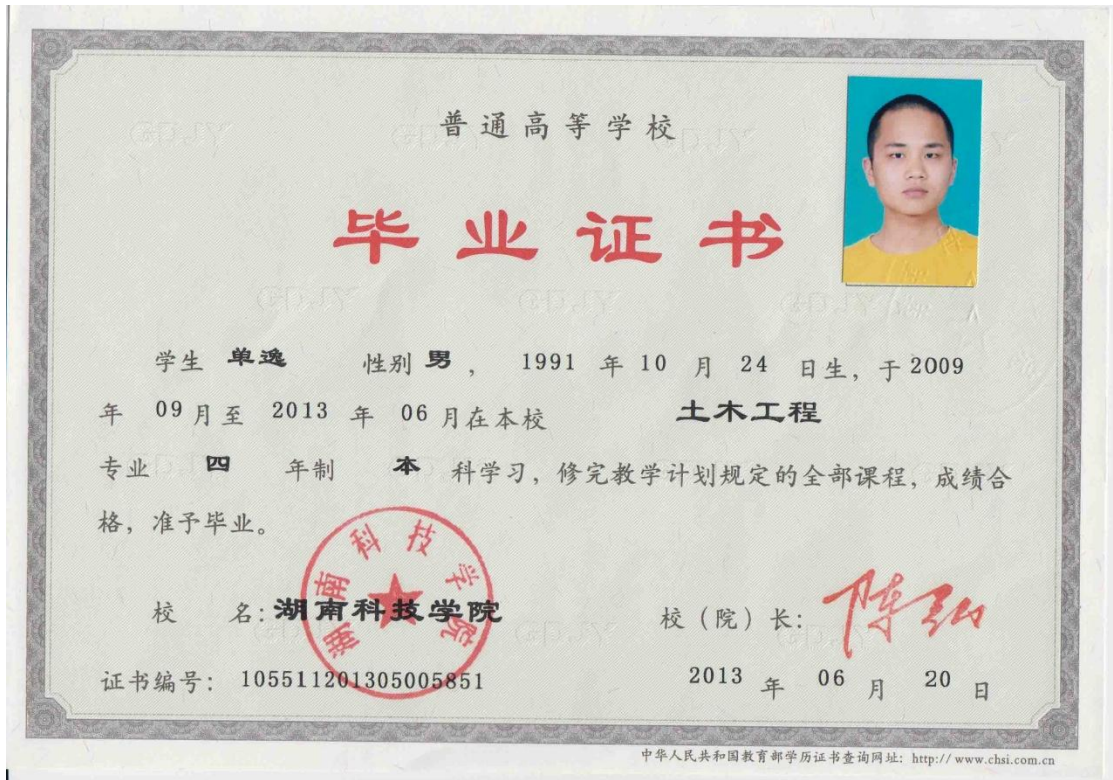 普通高等学校
毕业证书
学生 单逸 性别 男 ， 1991 年 10 月 24 日生，于 2009
年 09 月至 2013 年 06 月在本校 土木工程
专业 四 年制 本 科学习，修完教学计划规定的全部课程，成绩合
格，准予毕业。
湖南科技学院
校 名：湖南科技学院
校（院）长：陈弘
证书编号： 105511201305005851
2013 年 06 月 20 日
中华人民共和国教育部学历证书查询网址：http://www.chsi.com.cn